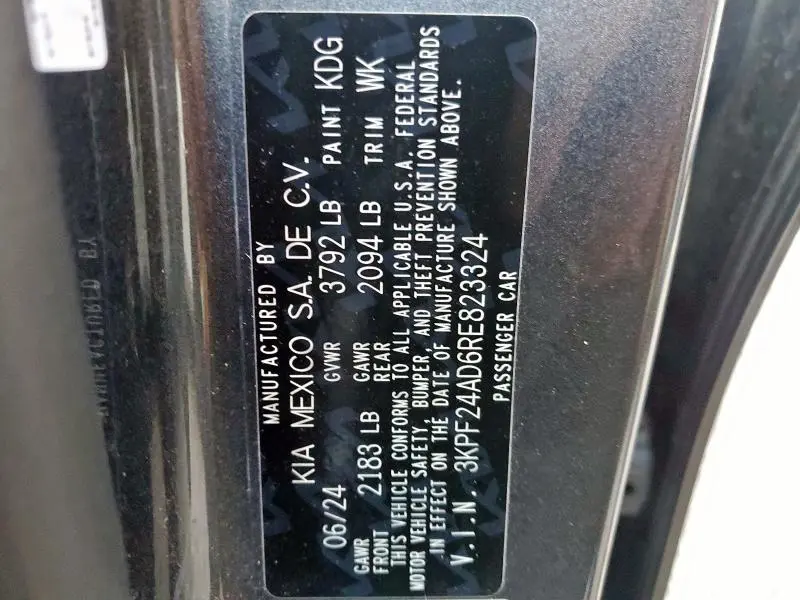 MANUFACTURED BY
KIA MEXICO S.A. DE C.V.
06/24 GVWR 3792 LB PAINT KDG
GAWR FRONT 2183 LB GAWR REAR 2094 LB TRIM WK
THIS VEHICLE CONFORMS TO ALL APPLICABLE U.S.A. FEDERAL
MOTOR VEHICLE SAFETY, BUMPER, AND THEFT PREVENTION STANDARDS
IN EFFECT ON THE DATE OF MANUFACTURE SHOWN ABOVE.
V.I.N. 3KPF24AD6RE823324
PASSENGER CAR